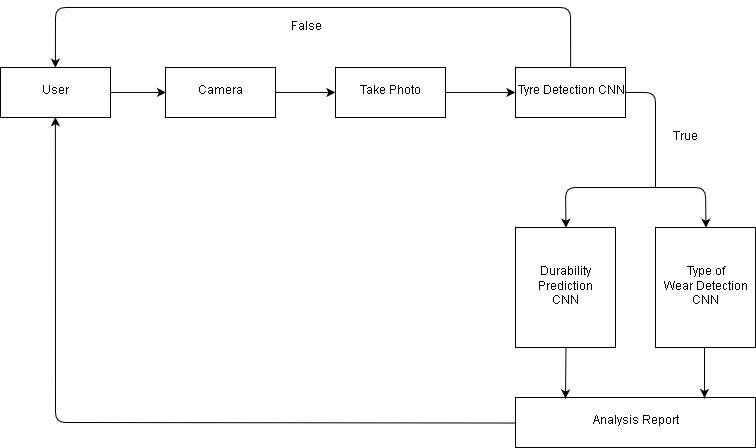 False
User
Camera
Take Photo
Tyre Detection CNN
True
Durability
Prediction
CNN
Type of
Wear Detection
CNN
Analysis Report